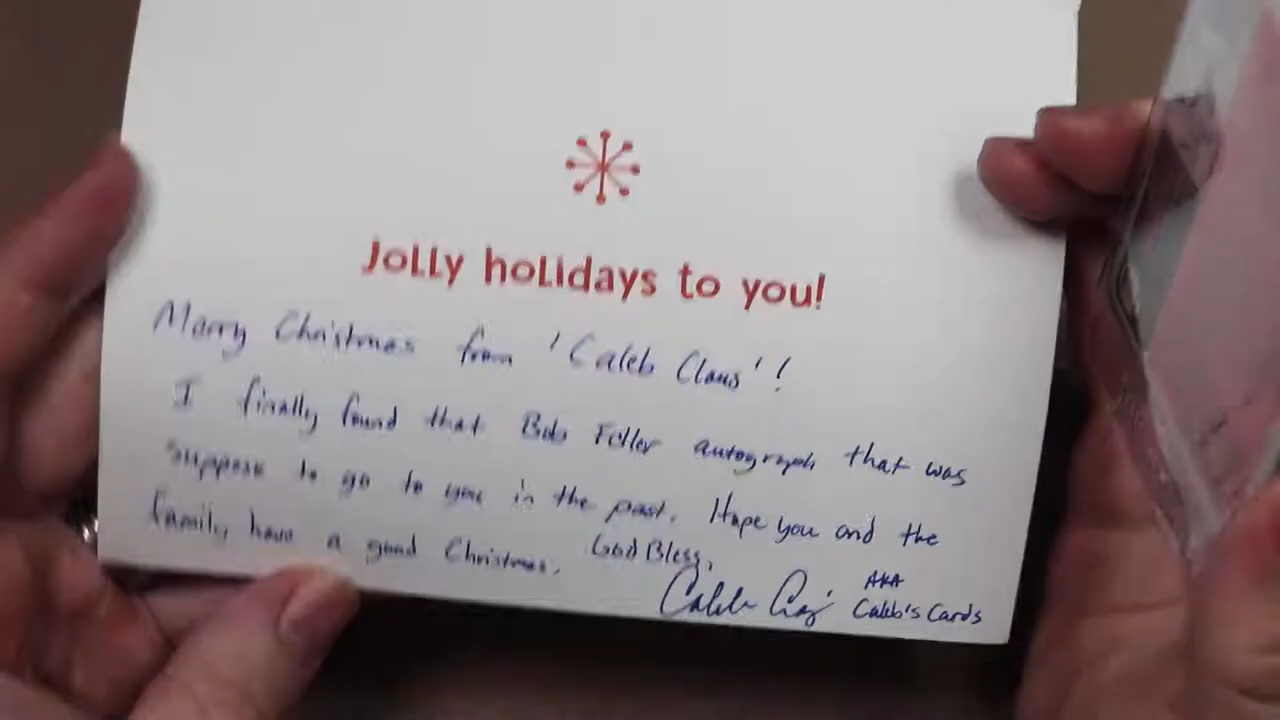 Jolly holidays to you!
Merry Christmas from 'Caleb Claus'!
I finally found that Bob Feller autograph that was
suppose to go to you in the past. Hope you and the
family have a good Christmas. God Bless,
Caleb
AKA
Caleb's Cards